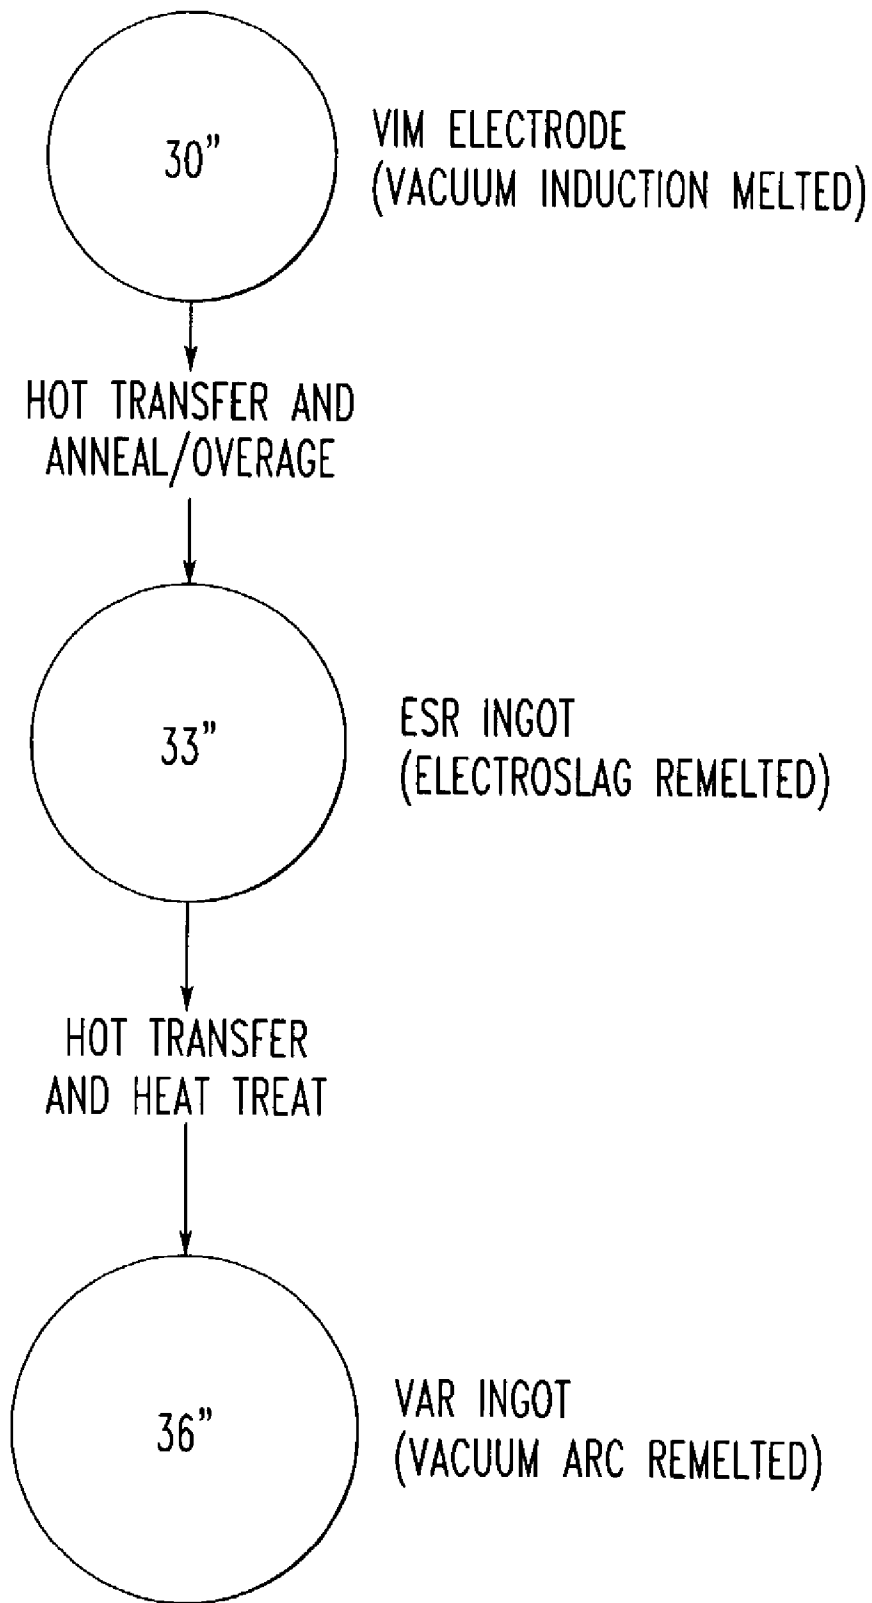 30”
VIM ELECTRODE
(VACUUM INDUCTION MELTED)
HOT TRANSFER AND
ANNEAL/OVERAGE
33”
ESR INGOT
(ELECTROSLAG REMELTED)
HOT TRANSFER
AND HEAT TREAT
36”
VAR INGOT
(VACUUM ARC REMELTED)